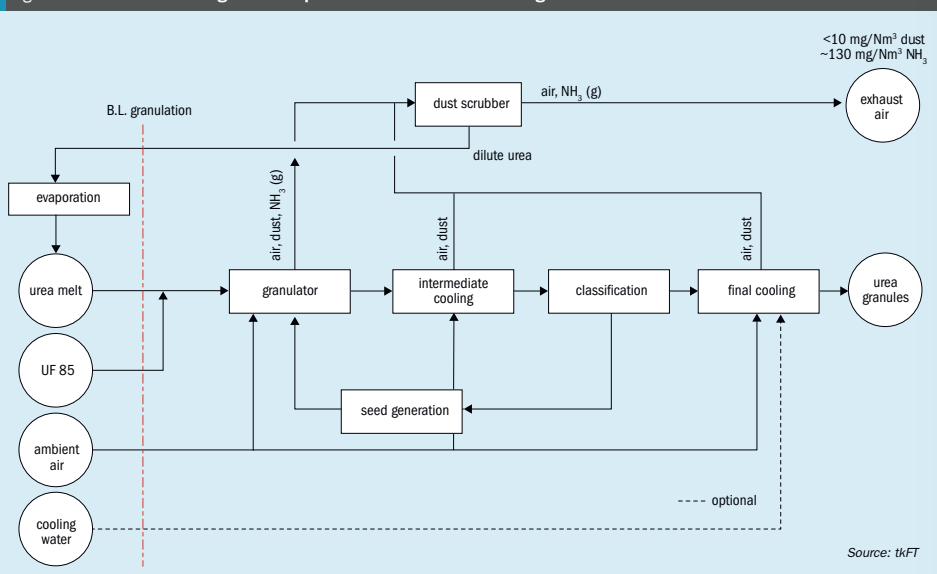 <10 mg/Nm³ dust
~130 mg/Nm³ NH₃
exhaust
air
air, NH₃ (g)
dust scrubber
B.L. granulation
dilute urea
evaporation
air, dust, NH₃ (g)
air, dust
air, dust
urea melt
granulator
intermediate
cooling
classification
final cooling
urea
granules
UF 85
seed generation
ambient
air
optional
cooling
water
Source: tkFT